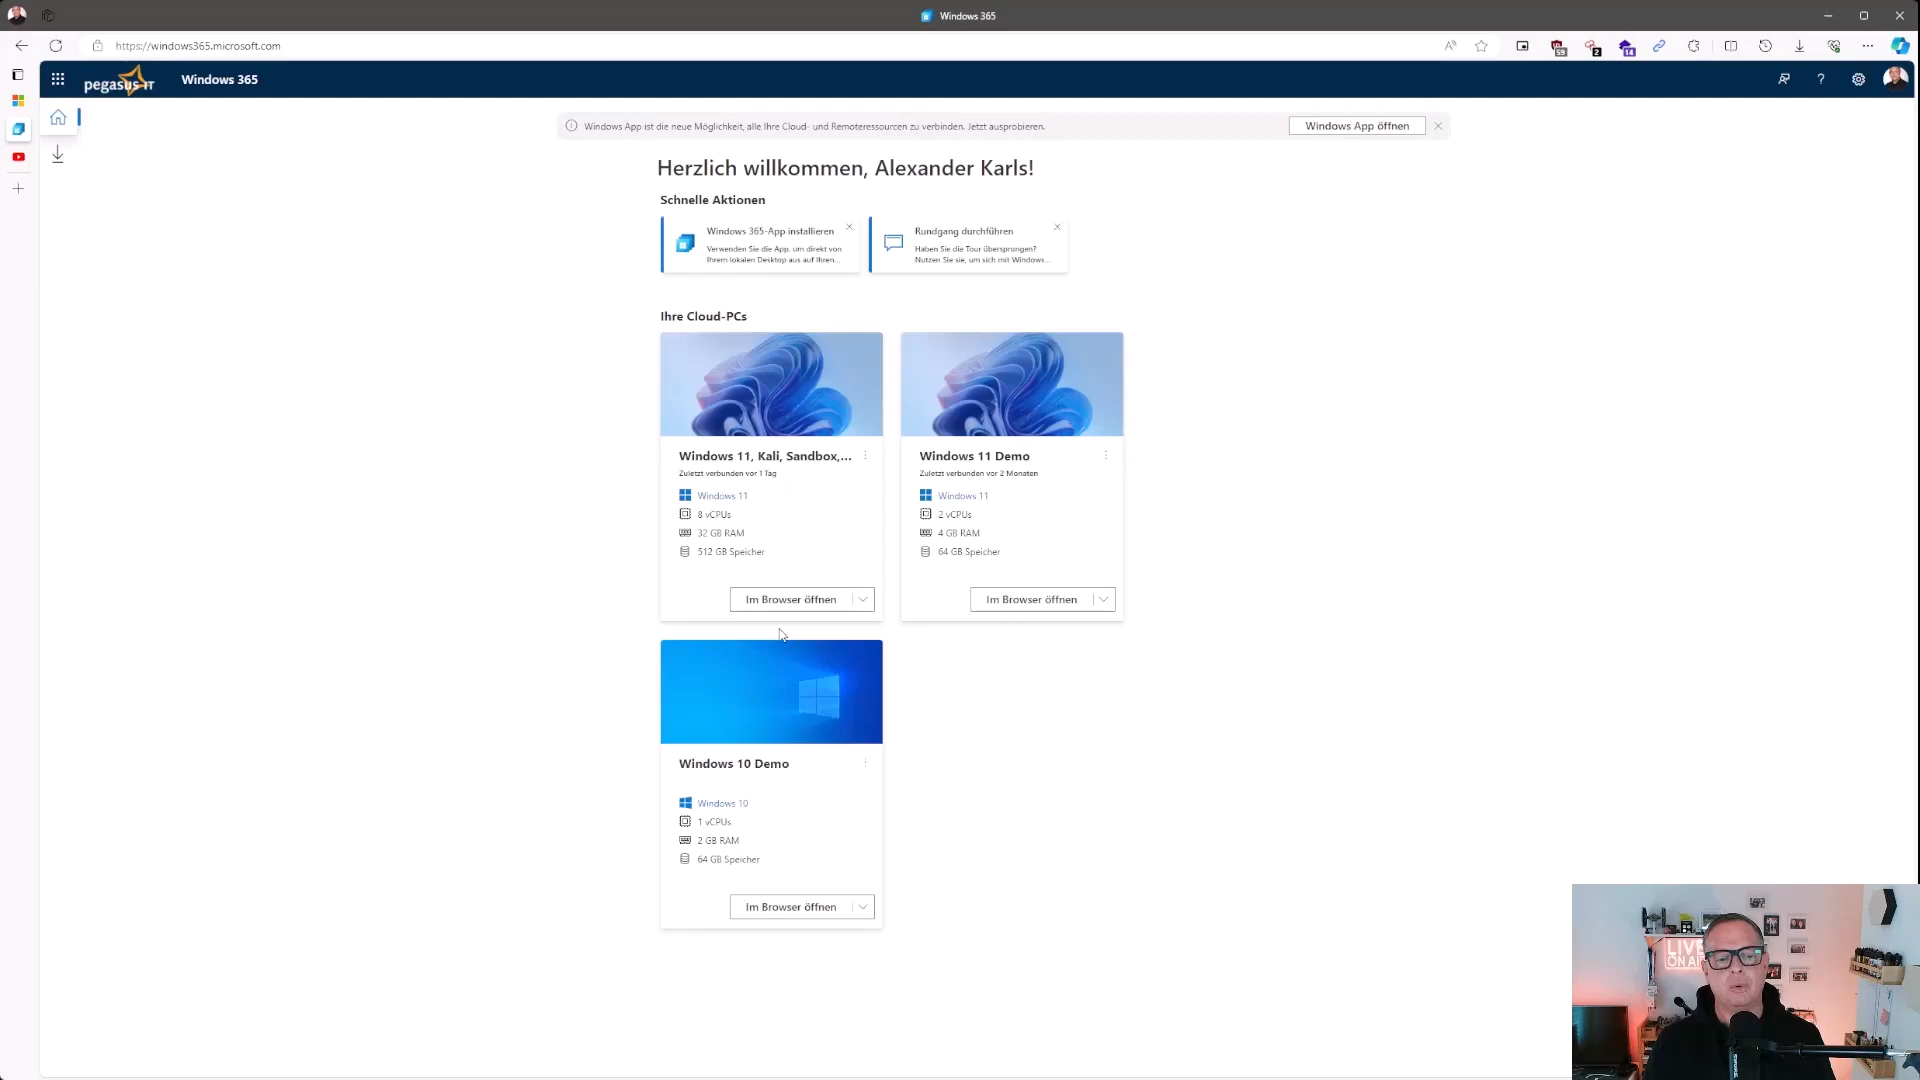 Windows 365
https://windows365.microsoft.com
59
2
14
pegasus IT
Windows 365
Windows App ist die neue Möglichkeit, alle Ihre Cloud- und Remoteressourcen zu verbinden. Jetzt ausprobieren.
Windows App öffnen
Herzlich willkommen, Alexander Karls!
Schnelle Aktionen
Windows 365-App installieren
Verwenden Sie die App, um direkt von
Ihrem lokalen Desktop aus auf Ihren...
Rundgang durchführen
Haben Sie die Tour übersprungen?
Nutzen Sie sie, um sich mit Windows...
Ihre Cloud-PCs
Windows 11, Kali, Sandbox,...
Zuletzt verbunden vor 1 Tag
Windows 11
8 vCPUs
32 GB RAM
512 GB Speicher
Im Browser öffnen
Windows 11 Demo
Zuletzt verbunden vor 2 Monaten
Windows 11
2 vCPUs
4 GB RAM
64 GB Speicher
Im Browser öffnen
Windows 10 Demo
Windows 10
1 vCPUs
2 GB RAM
64 GB Speicher
Im Browser öffnen
LIVE
ON AI